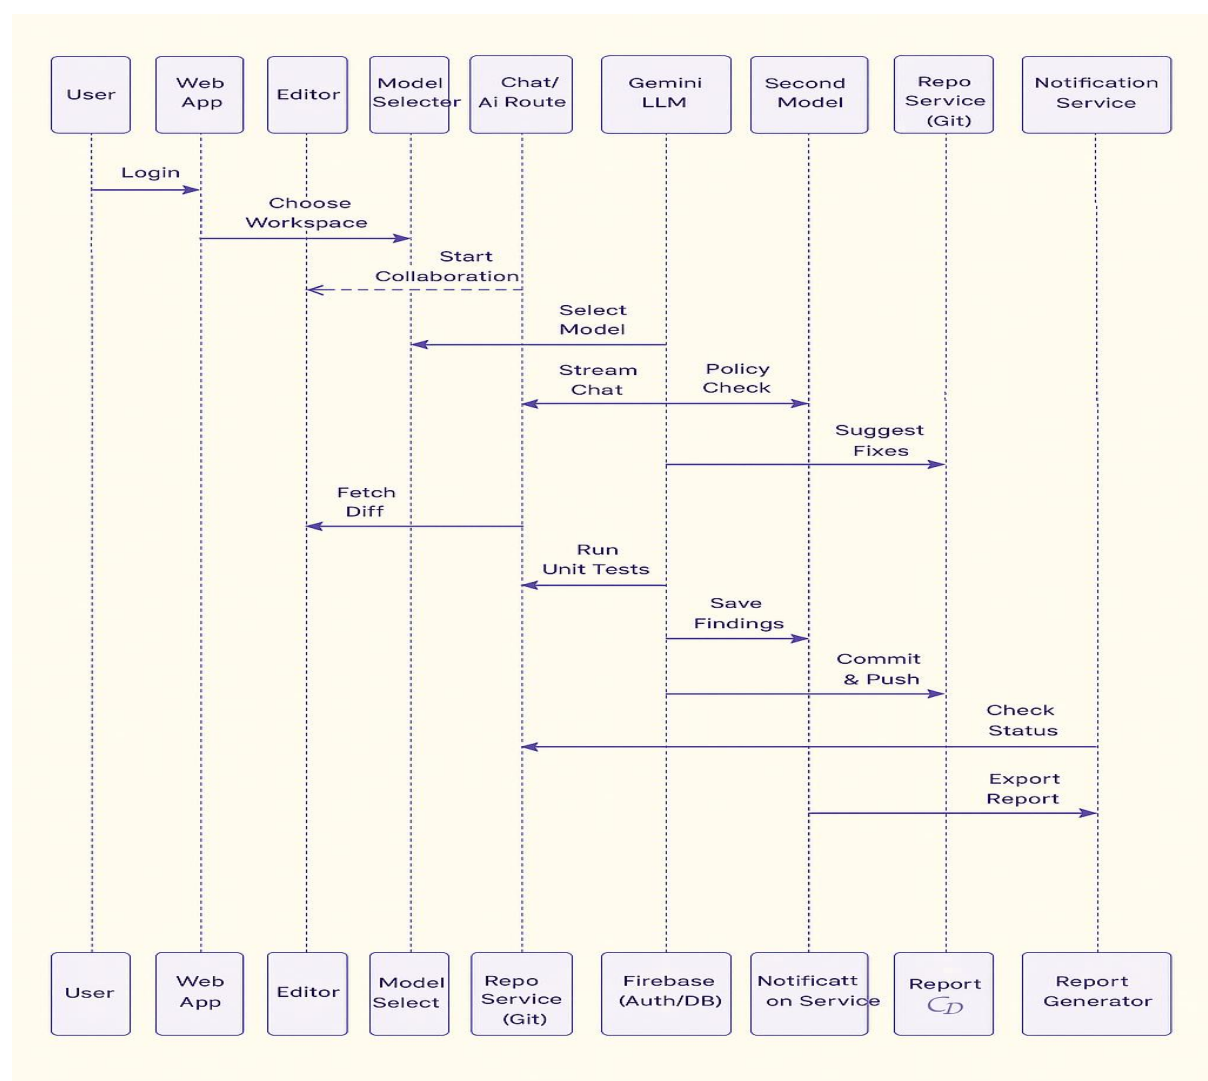 User
Web
App
Editor
Model
Selecter
Chat/
Ai Route
Gemini
LLM
Second
Model
Repo
Service
(Git)
Notification
Service
Login
Choose
Workspace
Start
Collaboration
Select
Model
Stream
Chat
Policy
Check
Suggest
Fixes
Fetch
Diff
Run
Unit Tests
Save
Findings
Commit
& Push
Check
Status
Export
Report
User
Web
App
Editor
Model
Select
Repo
Service
(Git)
Firebase
(Auth/DB)
Notificatt
on Service
Report
CD
Report
Generator